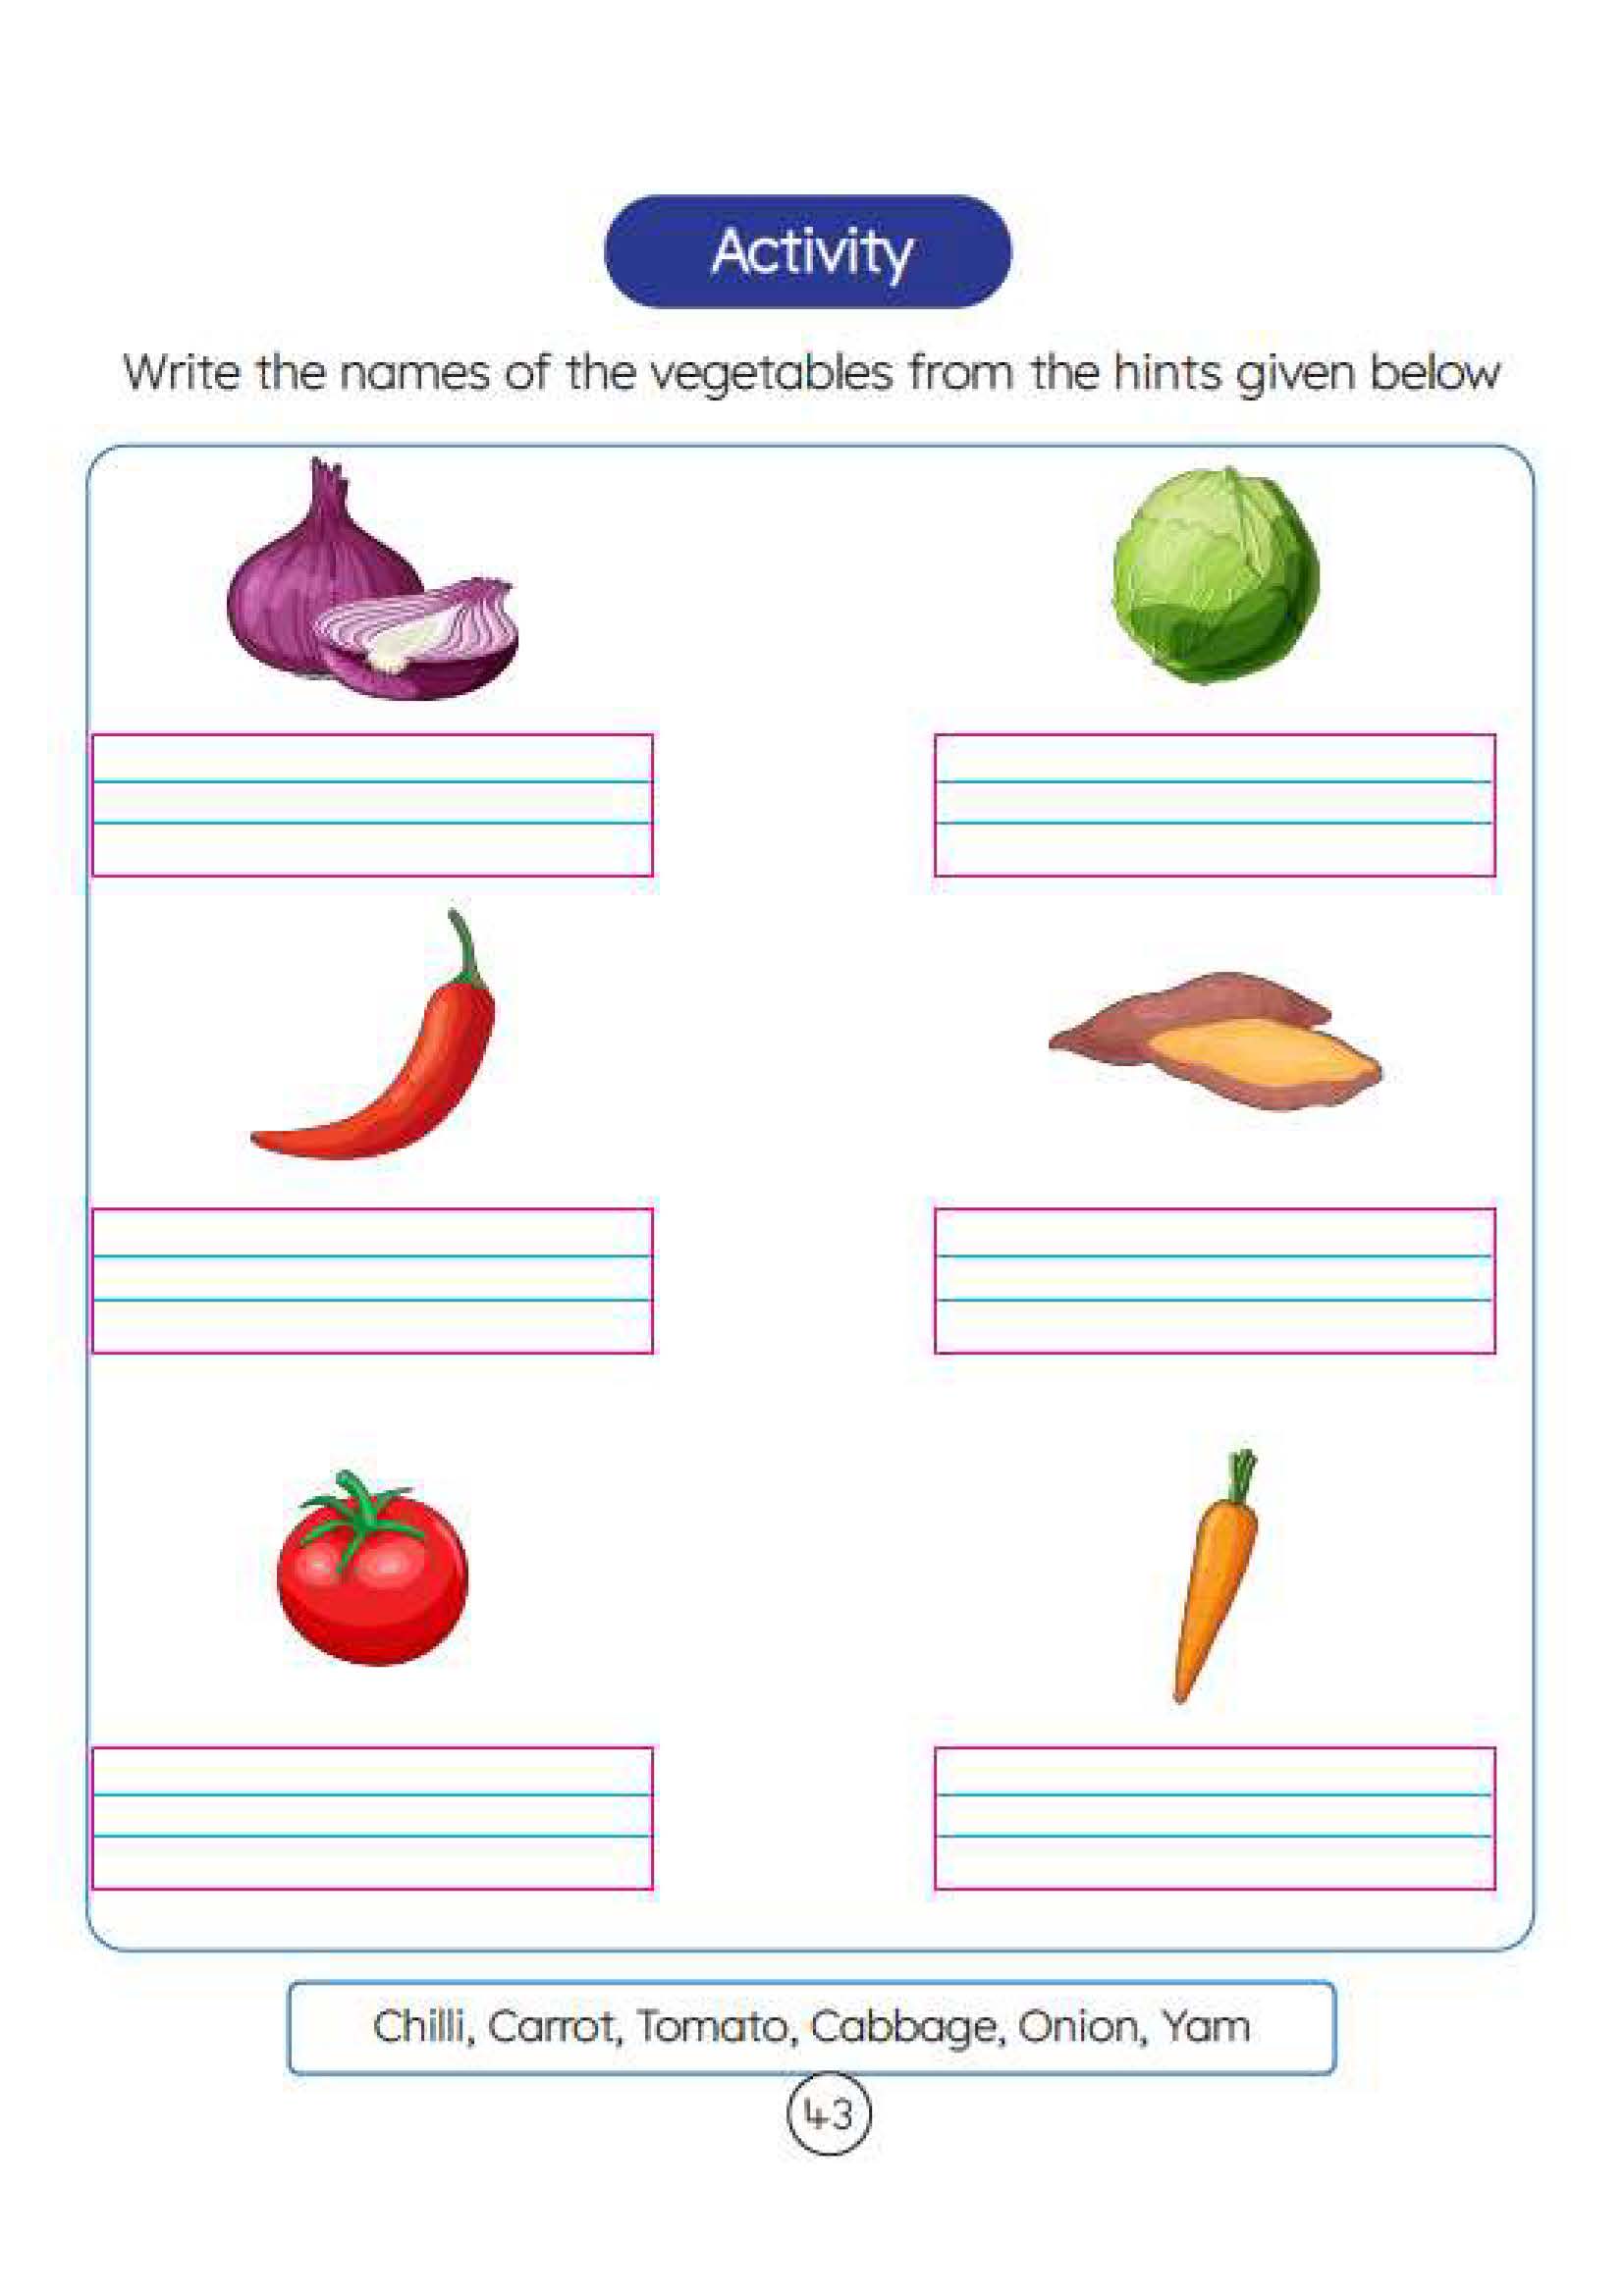 Activity
Write the names of the vegetables from the hints given below
Chilli, Carrot, Tomato, Cabbage, Onion, Yam
43